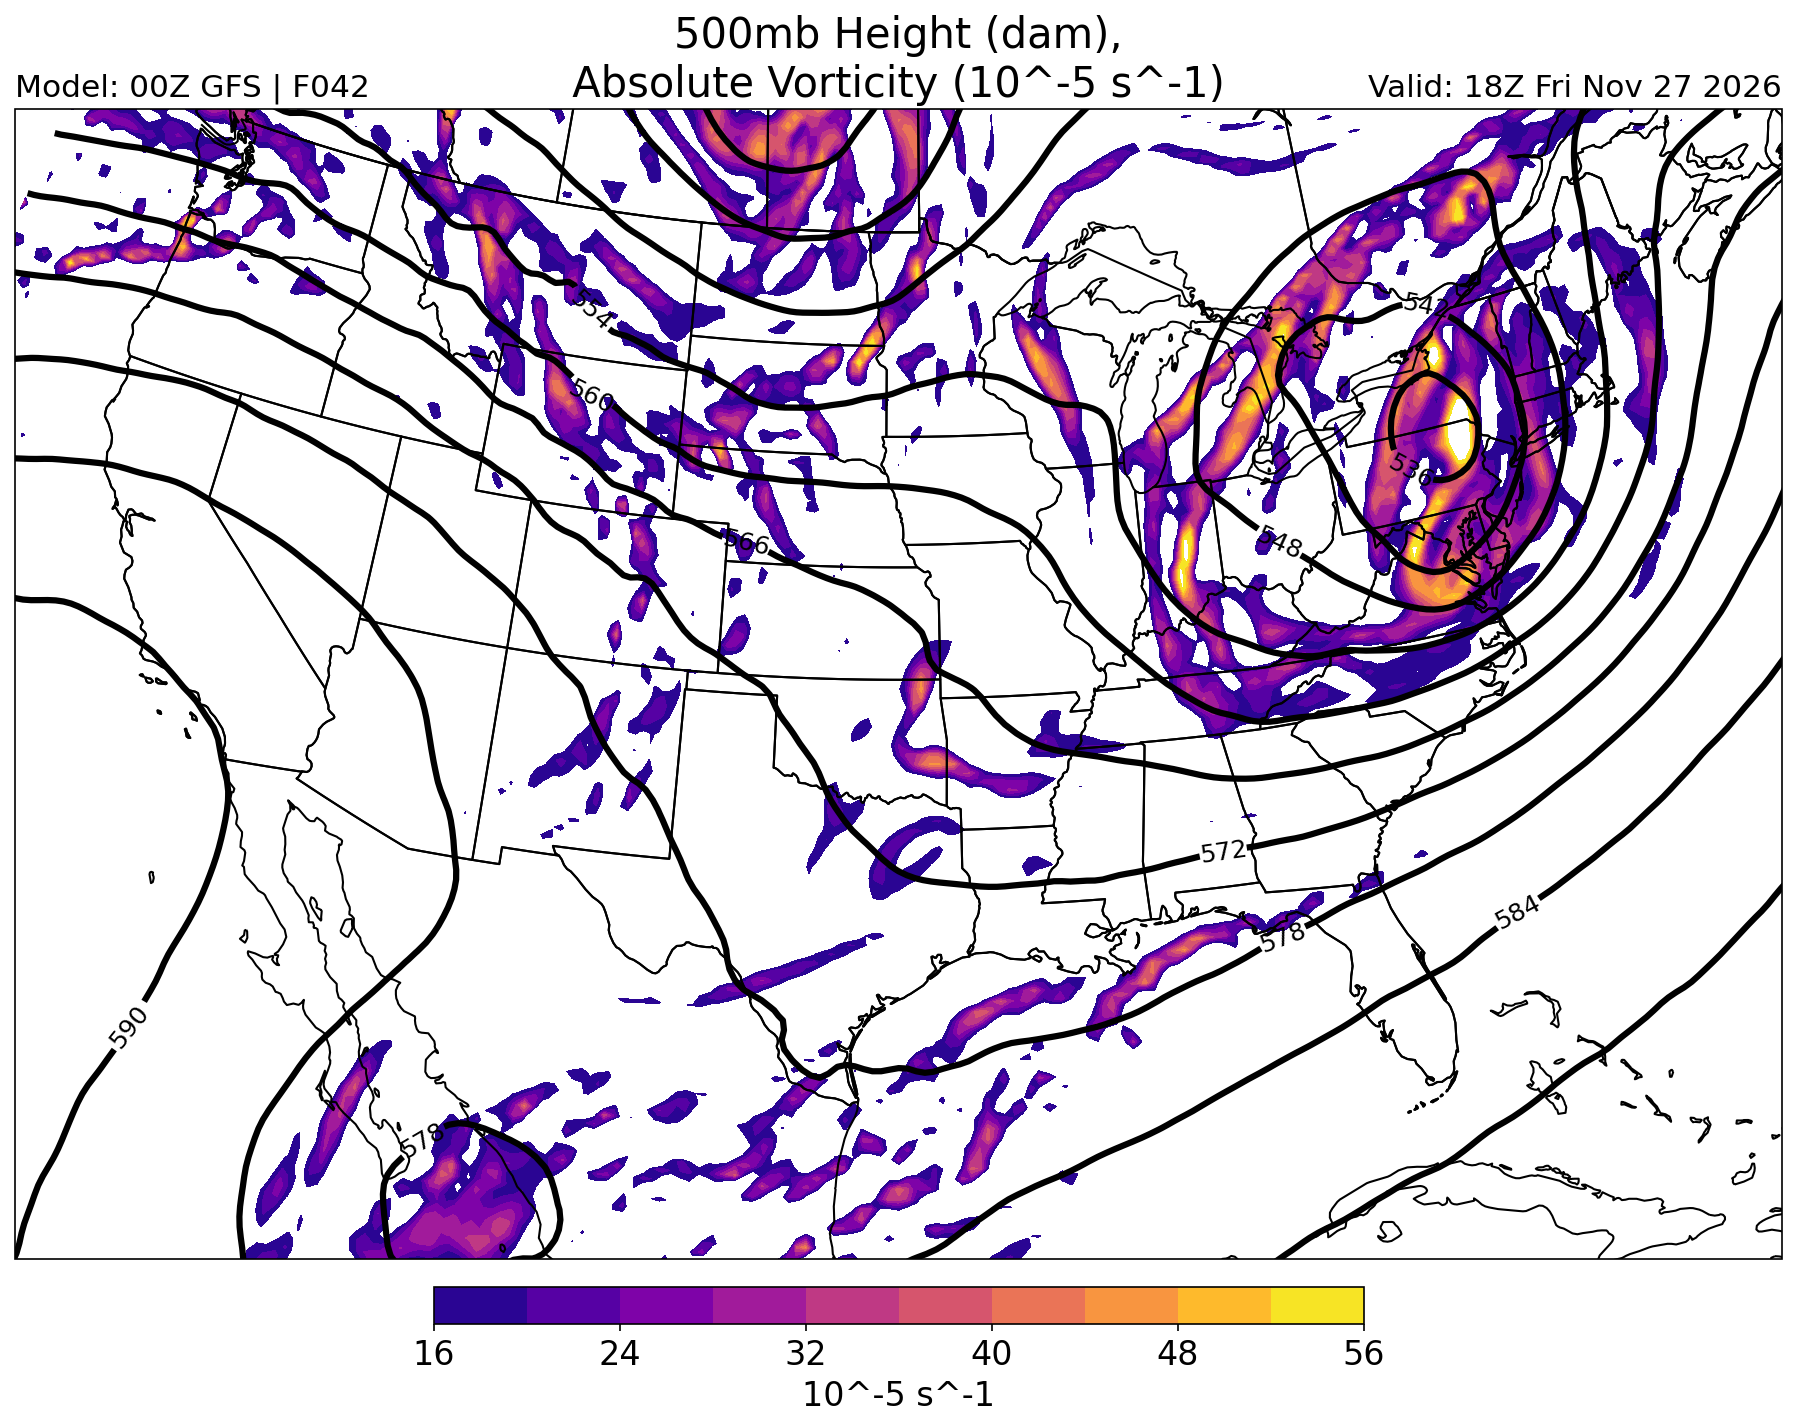 500mb Height (dam),
Model: 00Z GFS | F042
Absolute Vorticity (10^-5 s^-1)
Valid: 18Z Fri Nov 27 2026
542
554
560
536
566
548
572
584
578
590
578
16 24 32 40 48 56
10^-5 s^-1